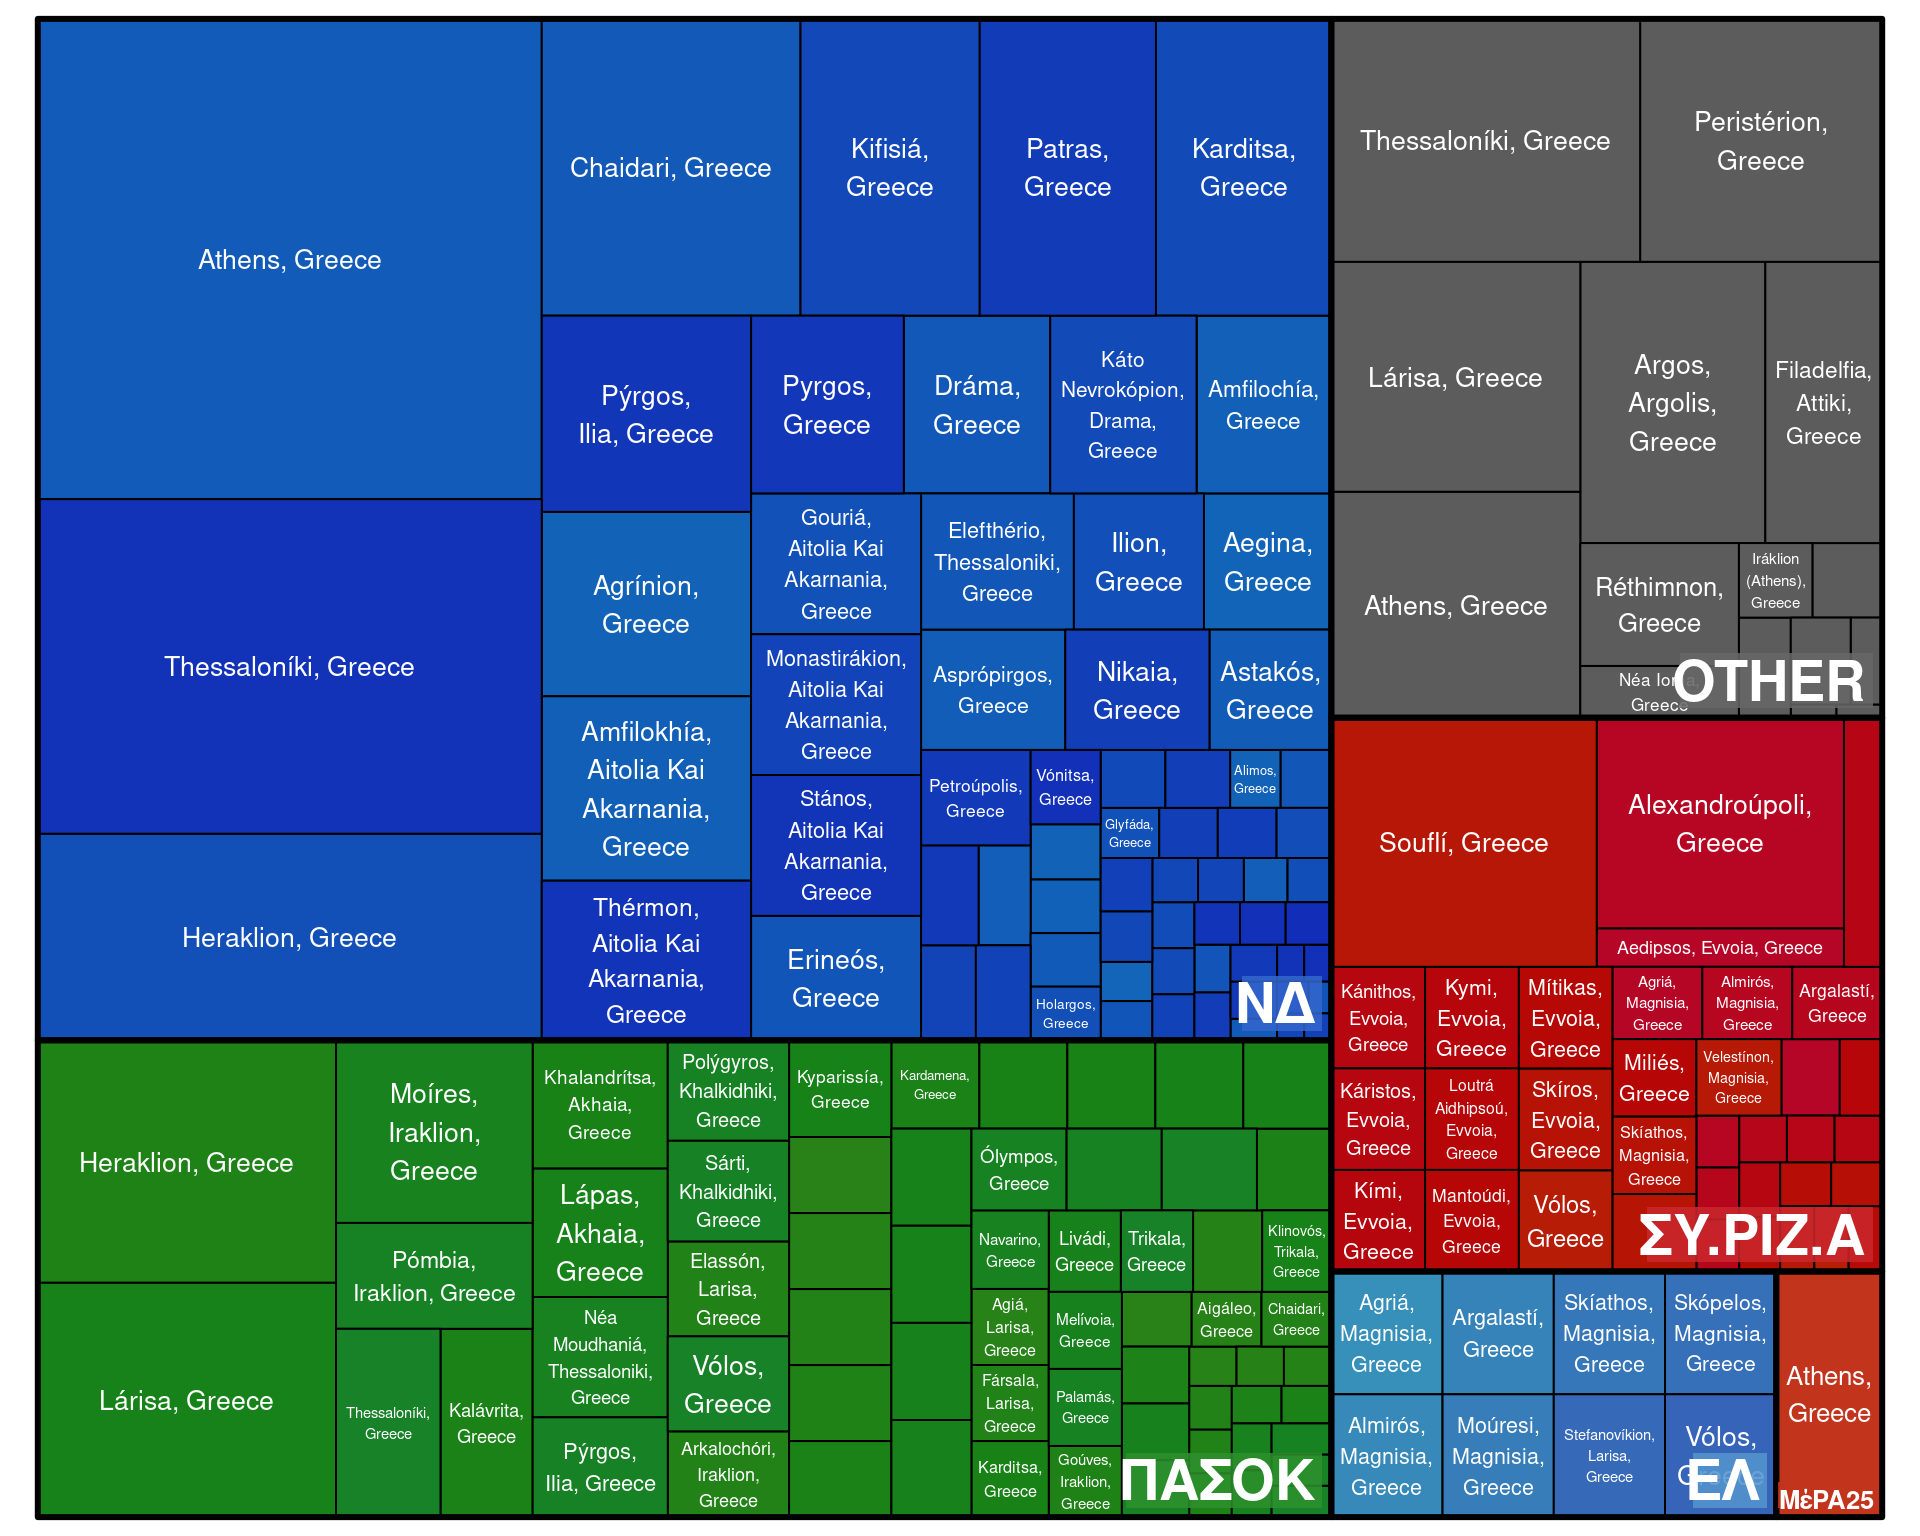 Athens, Greece
Thessaloníki, Greece
Heraklion, Greece
Chaidari, Greece
Kifisiá,
Greece
Patras,
Greece
Karditsa,
Greece
Pýrgos,
Ilia, Greece
Pyrgos,
Greece
Dráma,
Greece
Káto
Nevrokópion,
Drama,
Greece
Amfilochía,
Greece
Agrínion,
Greece
Amfilokhía,
Aitolia Kai
Akarnania,
Greece
Thérmon,
Aitolia Kai
Akarnania,
Greece
Gouriá,
Aitolia Kai
Akarnania,
Greece
Monastirákion,
Aitolia Kai
Akarnania,
Greece
Stános,
Aitolia Kai
Akarnania,
Greece
Erineós,
Greece
Elefthério,
Thessaloniki,
Greece
Ilion,
Greece
Aegina,
Greece
Asprópirgos,
Greece
Nikaia,
Greece
Astakós,
Greece
Petroúpolis,
Greece
Vónitsa,
Greece
Alimos,
Greece
Glyfáda,
Greece
Holargos,
Greece
ΝΔ
Thessaloníki, Greece
Peristérion,
Greece
Lárisa, Greece
Athens, Greece
Argos,
Argolis,
Greece
Filadelfia,
Attiki,
Greece
Réthimnon,
Greece
Iráklion
(Athens),
Greece
Néa Ionia,
Greece
OTHER
Souflí, Greece
Alexandroúpoli,
Greece
Aedipsos, Evvoia, Greece
Kánithos,
Evvoia,
Greece
Kymi,
Evvoia,
Greece
Mítikas,
Evvoia,
Greece
Káristos,
Evvoia,
Greece
Loutrá
Aidhipsoú,
Evvoia,
Greece
Skíros,
Evvoia,
Greece
Kími,
Evvoia,
Greece
Mantoúdi,
Evvoia,
Greece
Vólos,
Greece
Agriá,
Magnisia,
Greece
Almirós,
Magnisia,
Greece
Argalastí,
Greece
Miliés,
Greece
Velestínon,
Magnisia,
Greece
Skíathos,
Magnisia,
Greece
ΣΥ.ΡΙΖ.Α
Heraklion, Greece
Lárisa, Greece
Moíres,
Iraklion,
Greece
Pómbia,
Iraklion, Greece
Thessaloníki,
Greece
Kalávrita,
Greece
Khalandrítsa,
Akhaia,
Greece
Lápas,
Akhaia,
Greece
Néa
Moudhaniá,
Thessaloniki,
Greece
Pýrgos,
Ilia, Greece
Polýgyros,
Khalkidhiki,
Greece
Sárti,
Khalkidhiki,
Greece
Elassón,
Larisa,
Greece
Vólos,
Greece
Arkalochóri,
Iraklion,
Greece
Kyparissía,
Greece
Kardamena,
Greece
Ólympos,
Greece
Navarino,
Greece
Livádi,
Greece
Trikala,
Greece
Klinovós,
Trikala,
Greece
Agiá,
Larisa,
Greece
Melívoia,
Greece
Aigáleo,
Greece
Chaidari,
Greece
Fársala,
Larisa,
Greece
Palamás,
Greece
Karditsa,
Greece
Goúves,
Iraklion,
Greece
ΠΑΣΟΚ
Agriá,
Magnisia,
Greece
Argalastí,
Greece
Skíathos,
Magnisia,
Greece
Skópelos,
Magnisia,
Greece
Almirós,
Magnisia,
Greece
Moúresi,
Magnisia,
Greece
Stefanovíkion,
Larisa,
Greece
Vólos,
Greece
ΕΛ
Athens,
Greece
ΜέΡΑ25